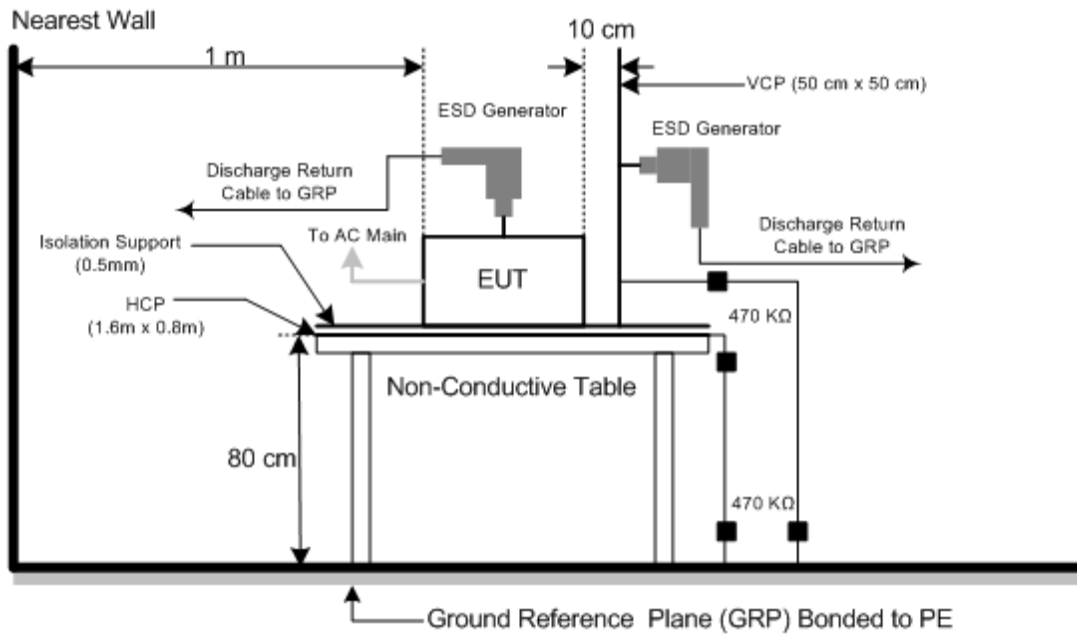 Nearest Wall
10 cm
1 m
VCP (50 cm x 50 cm)
ESD Generator
ESD Generator
Discharge Return
Cable to GRP
Discharge Return
Cable to GRP
To AC Main
Isolation Support
(0.5mm)
EUT
HCP
(1.6m x 0.8m)
470 KΩ
Non-Conductive Table
80 cm
470 KΩ
Ground Reference Plane (GRP) Bonded to PE